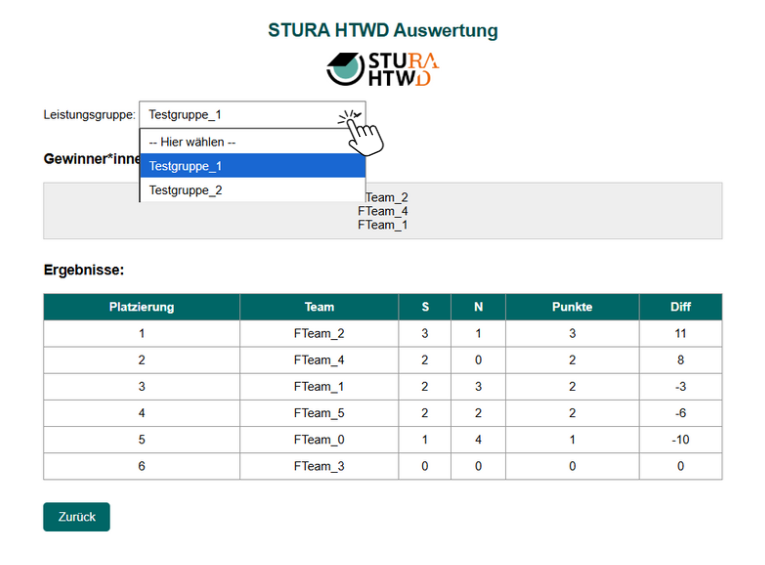 STURA HTWD Auswertung
STURA
HTWD
Leistungsgruppe: Testgruppe_1
-- Hier wählen --
Gewinner*inne
Testgruppe_1
Testgruppe_2
Team_2
FTeam_4
FTeam_1
Ergebnisse:
Platzierung Team S N Punkte Diff
1 FTeam_2 3 1 3 11
2 FTeam_4 2 0 2 8
3 FTeam_1 2 3 2 -3
4 FTeam_5 2 2 2 -6
5 FTeam_0 1 4 1 -10
6 FTeam_3 0 0 0 0
Zurück